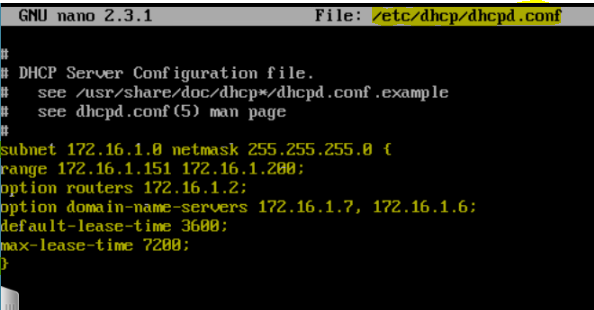 GNU nano 2.3.1 File: /etc/dhcp/dhcpd.conf
#
# DHCP Server Configuration file.
#   see /usr/share/doc/dhcp*/dhcpd.conf.example
#   see dhcpd.conf(5) man page
#
subnet 172.16.1.0 netmask 255.255.255.0 {
range 172.16.1.151 172.16.1.200;
option routers 172.16.1.2;
option domain-name-servers 172.16.1.7, 172.16.1.6;
default-lease-time 3600;
max-lease-time 7200;
}